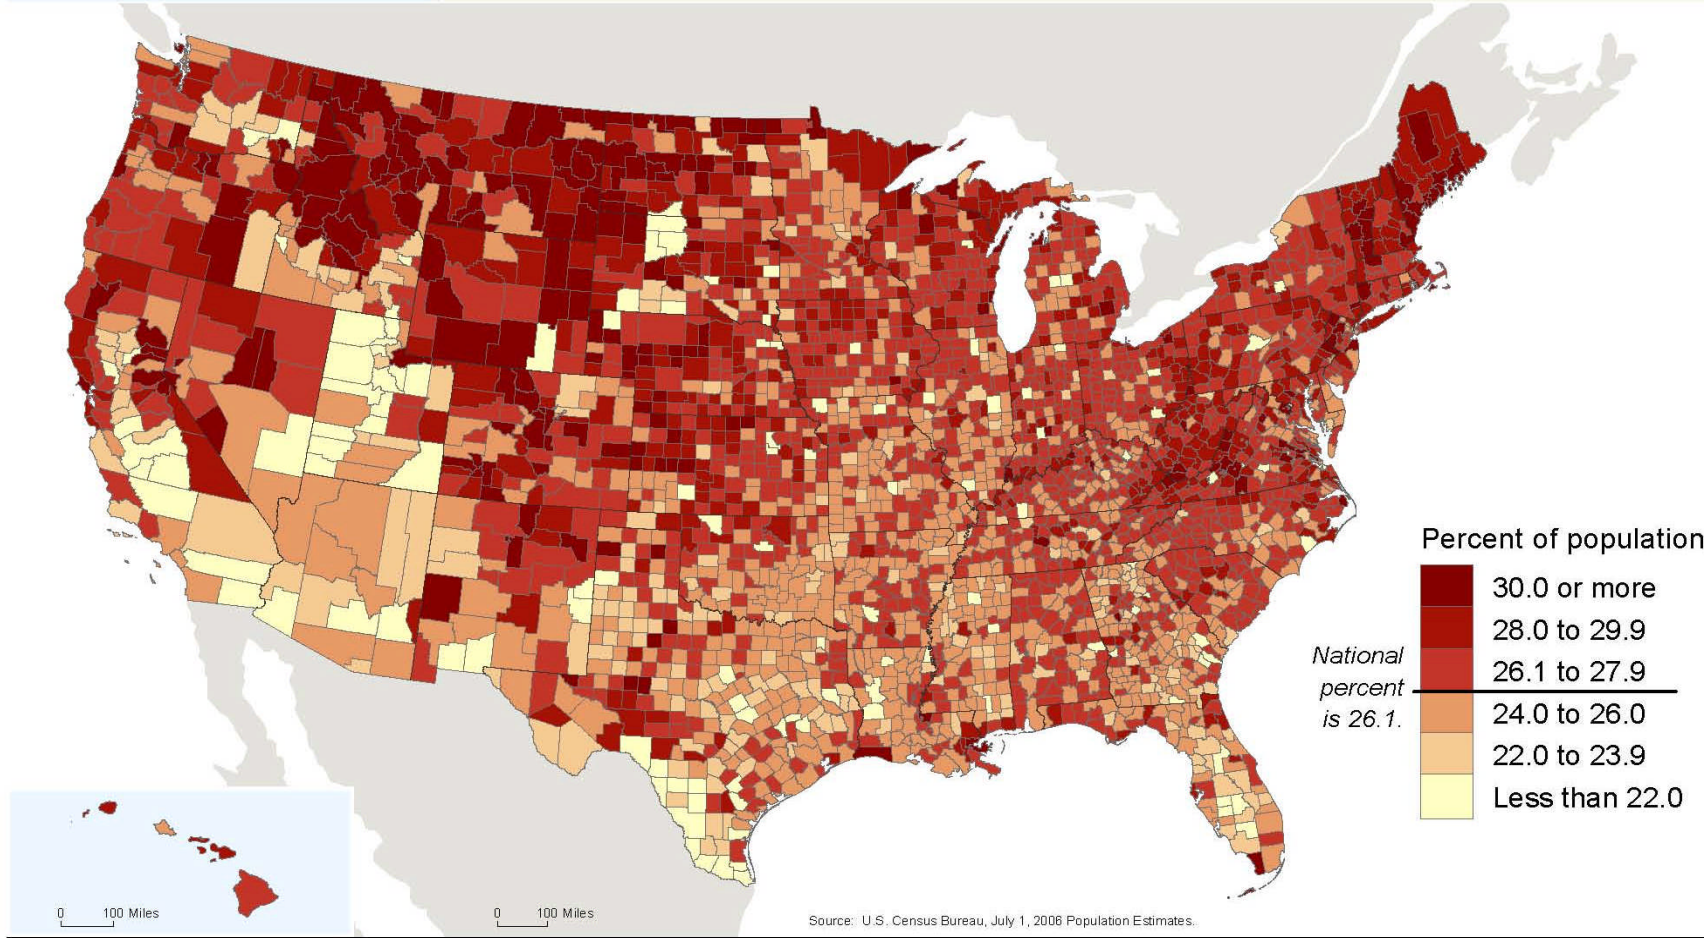 Percent of population
30.0 or more
28.0 to 29.9
26.1 to 27.9
24.0 to 26.0
22.0 to 23.9
Less than 22.0
National
percent
is 26.1.
0 100 Miles
0 100 Miles
Source: U.S. Census Bureau, July 1, 2006 Population Estimates.